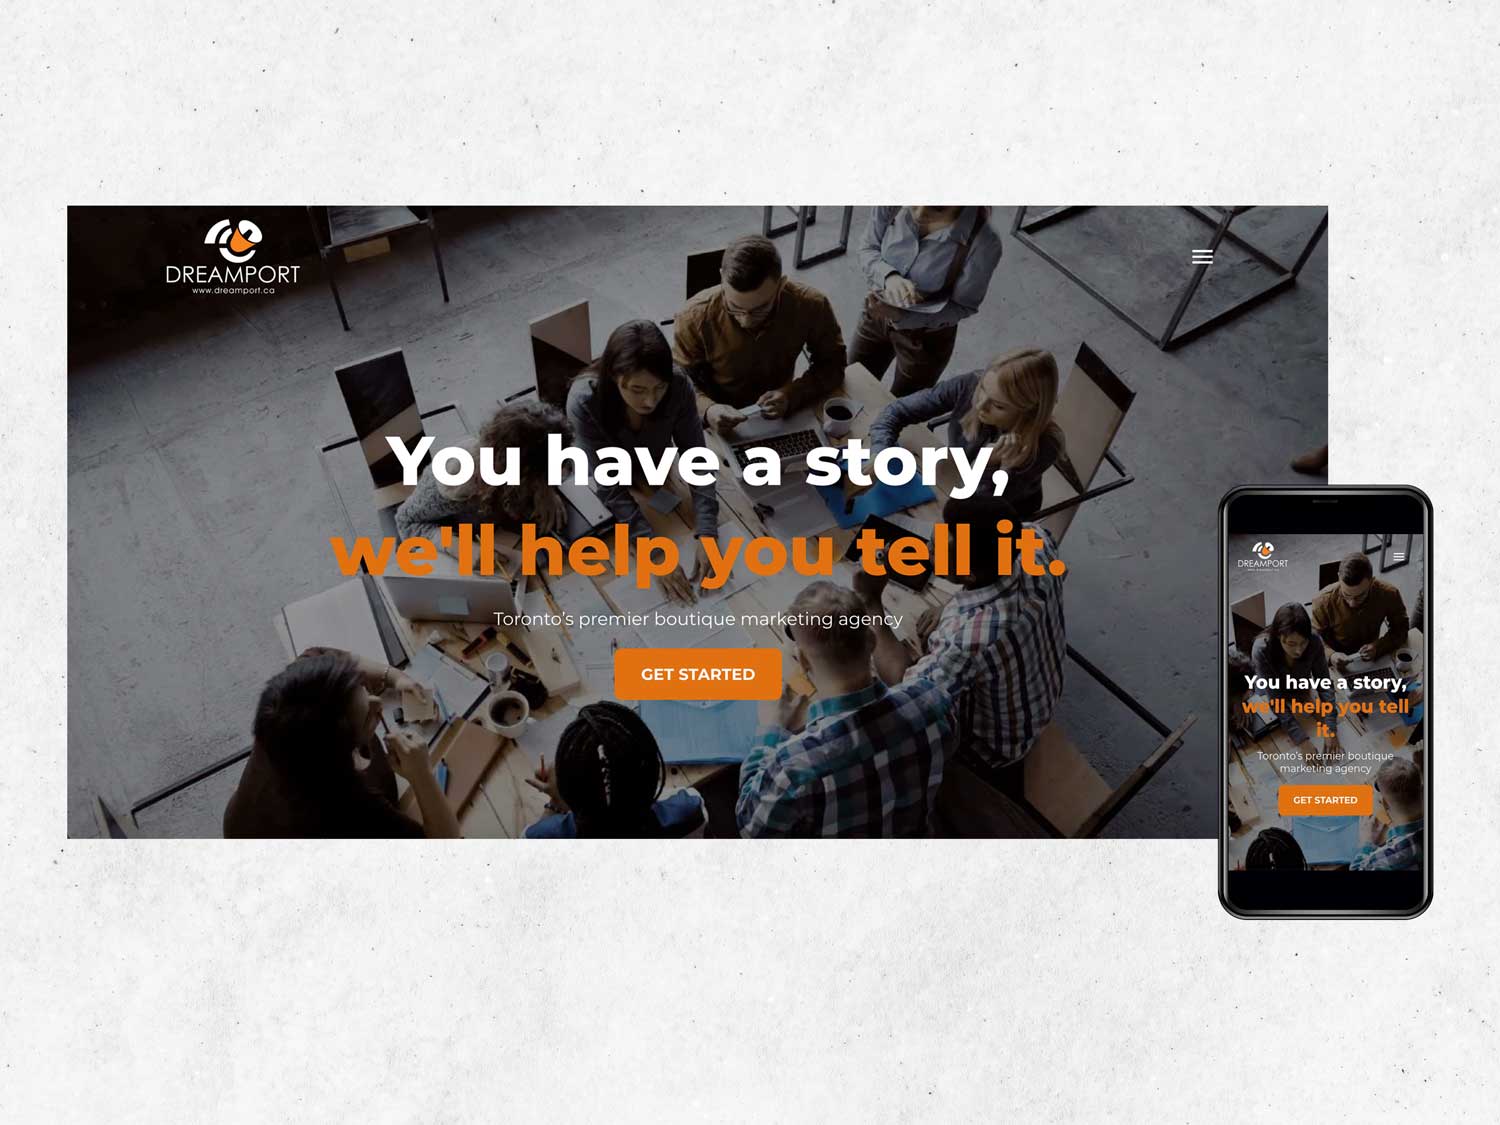 DREAMPORT
www.dreamport.ca
You have a story,
we'll help you tell it.
Toronto's premier boutique marketing agency
GET STARTED
DREAMPORT
You have a story,
we'll help you tell
it.
Toronto's premier boutique
marketing agency
GET STARTED